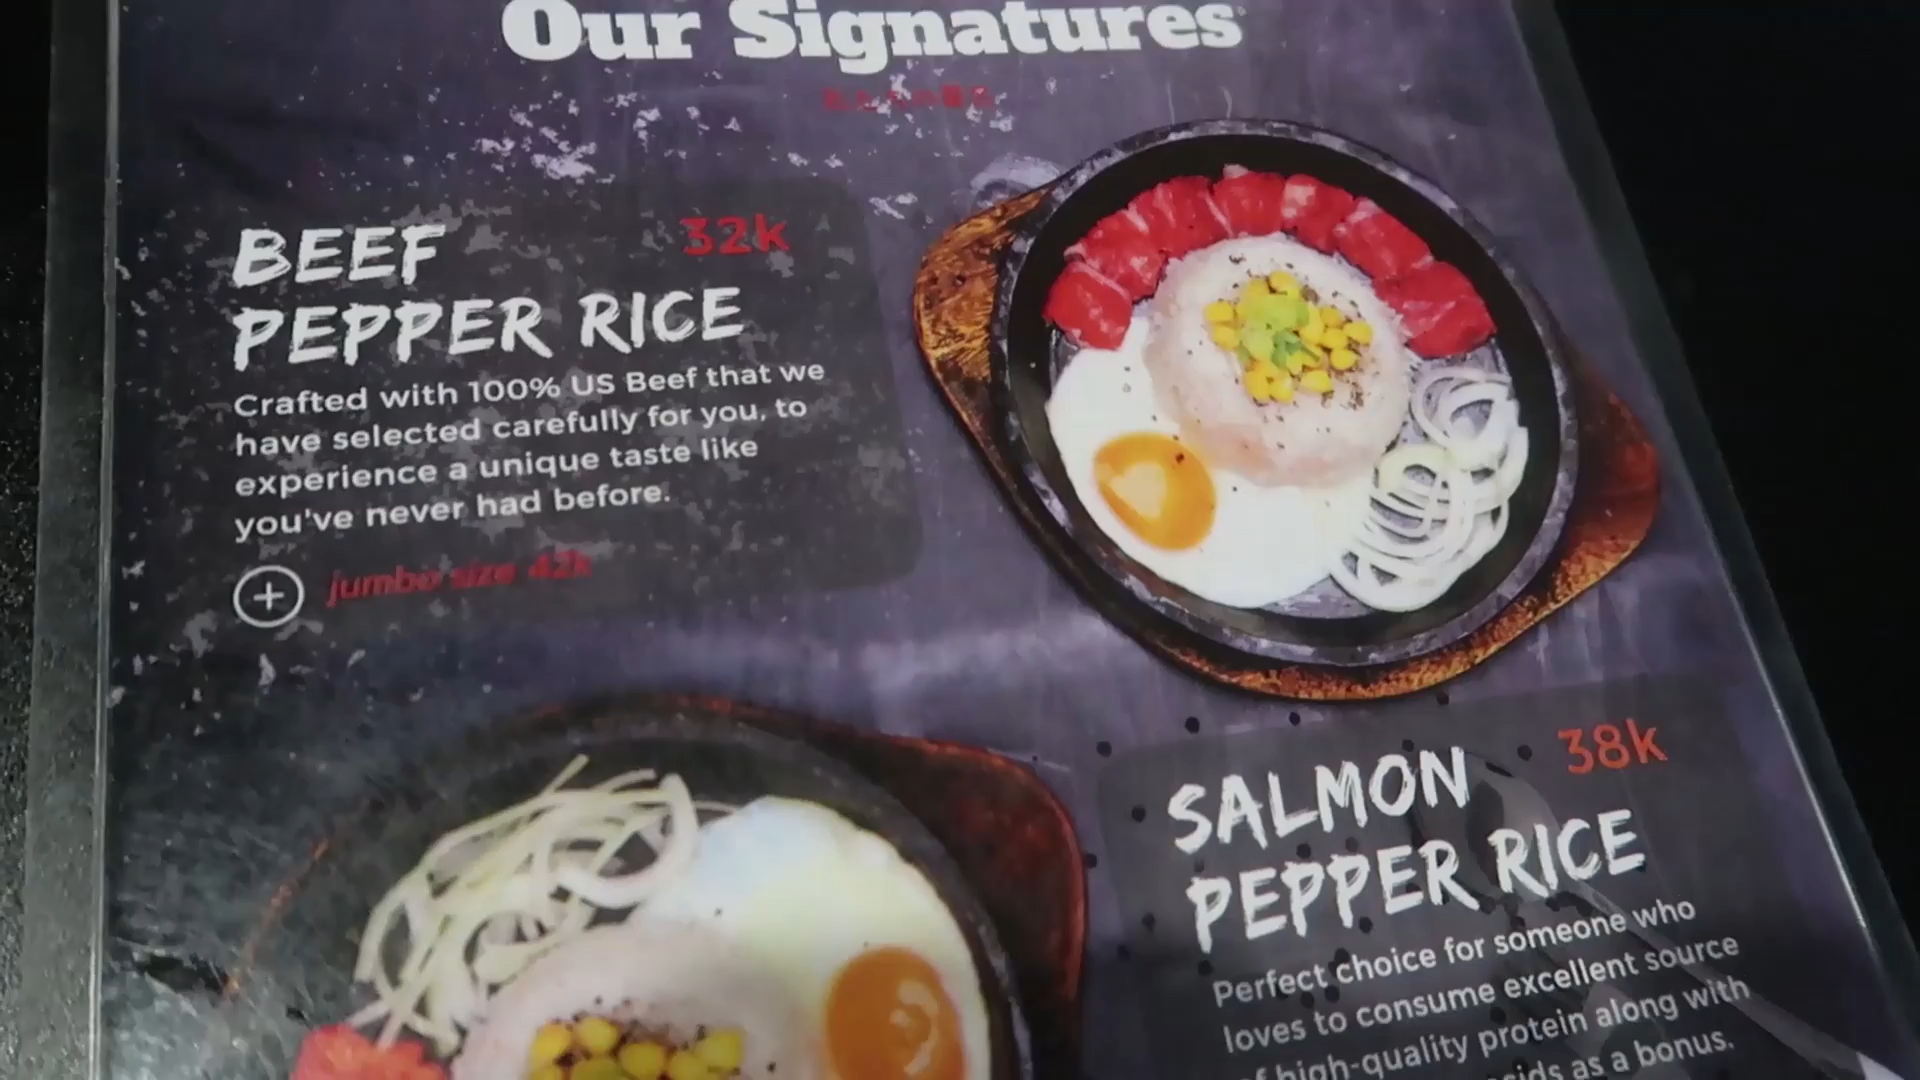 Our Signatures
BEEF
PEPPER RICE
32k
Crafted with 100% US Beef that we
have selected carefully for you, to
experience a unique taste like
you've never had before.
jumbo size 42k
SALMON
PEPPER RICE
38k
Perfect choice for someone who
loves to consume excellent source
of high-quality protein along with
as a bonus.